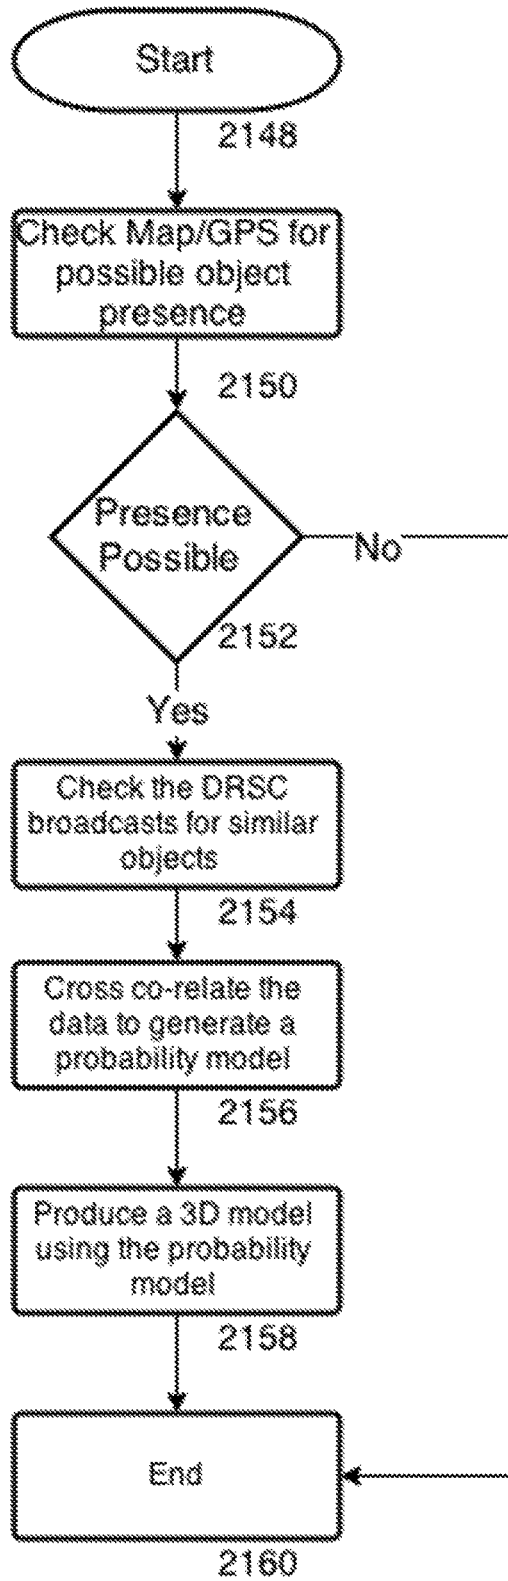 Start
2148
Check Map/GPS for
possible object
presence
2150
Presence
Possible
No
2152
Yes
Check the DRSC
broadcasts for similar
objects
2154
Cross co-relate the
data to generate a
probability model
2156
Produce a 3D model
using the probability
model
2158
End
2160